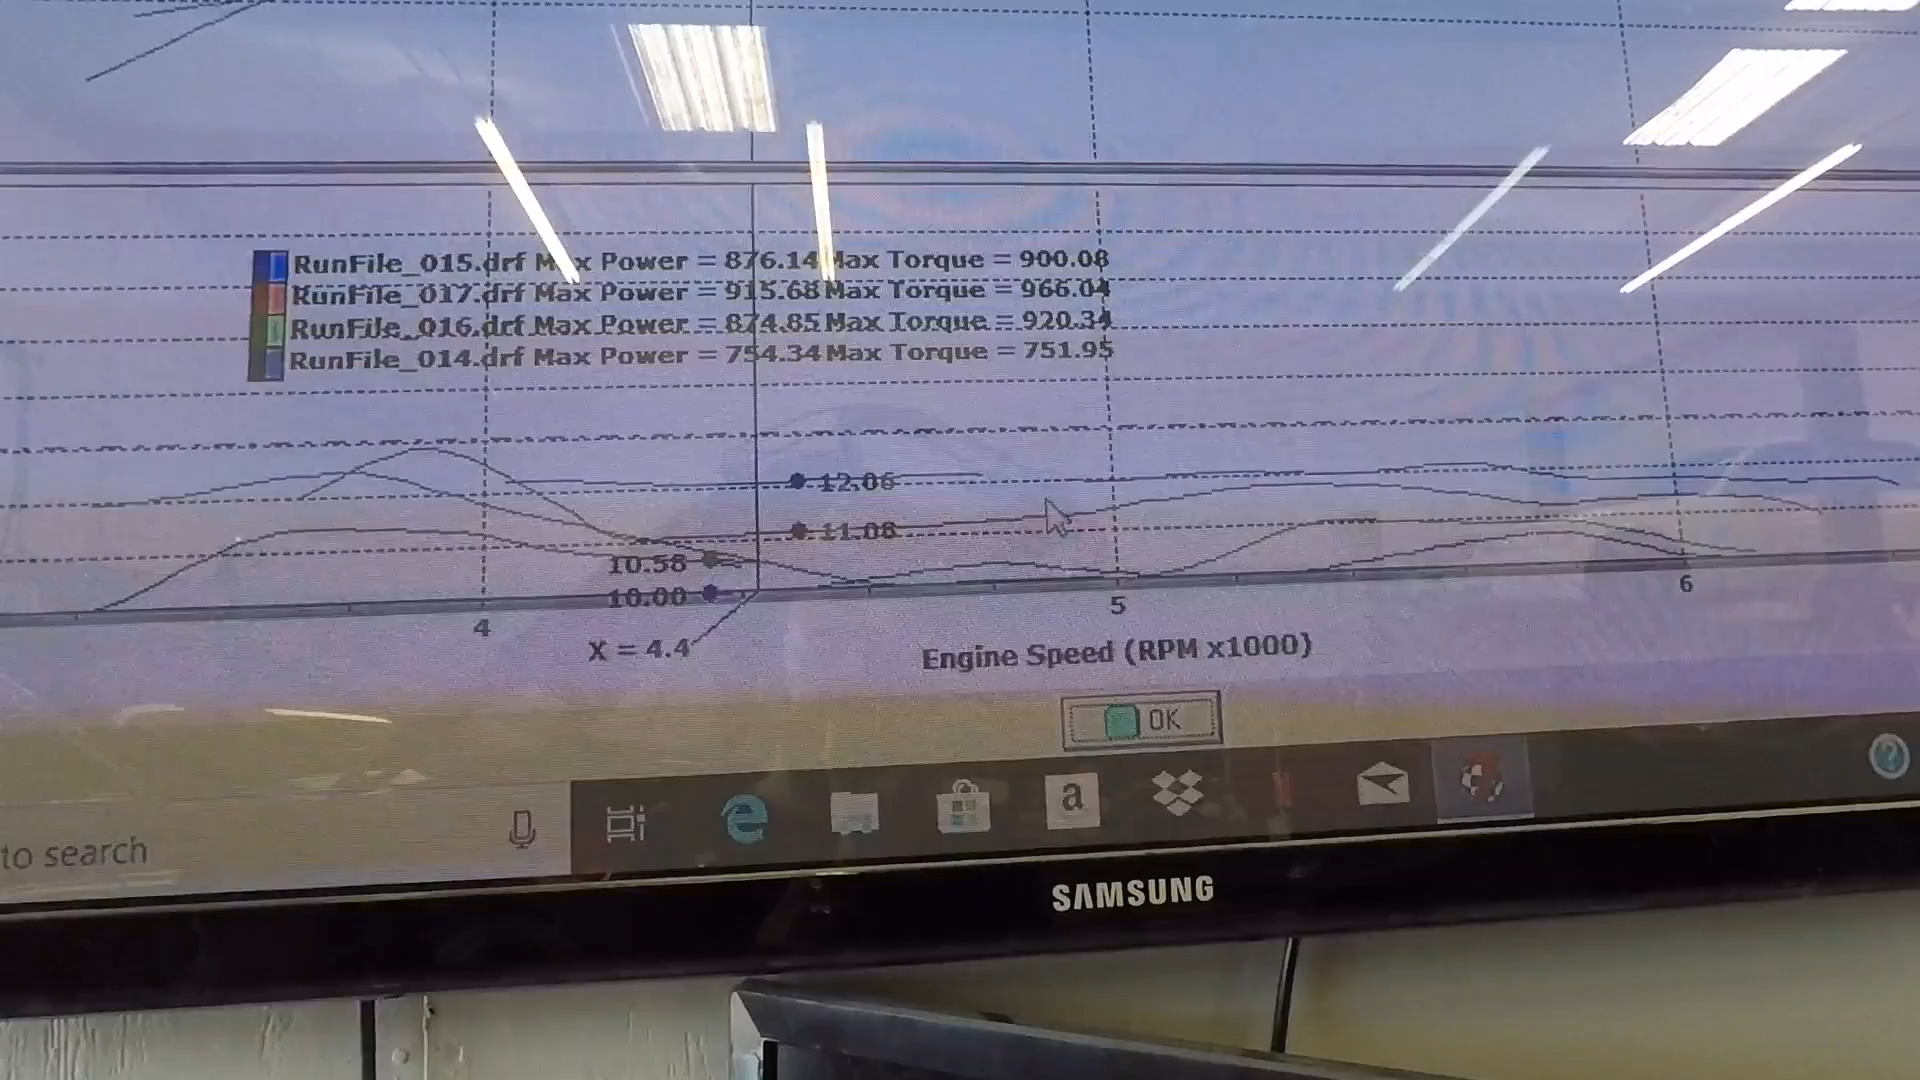 RunFile_015.drf Max Power = 876.14 Max Torque = 900.08
RunFile_017.drf Max Power = 915.68 Max Torque = 966.04
RunFile_016.drf Max Power = 874.85 Max Torque = 920.34
RunFile_014.drf Max Power = 754.34 Max Torque = 751.95
12.06
11.08
10.58
10.00
4
5
6
X = 4.4
Engine Speed (RPM x1000)
OK
to search
a
?
SAMSUNG